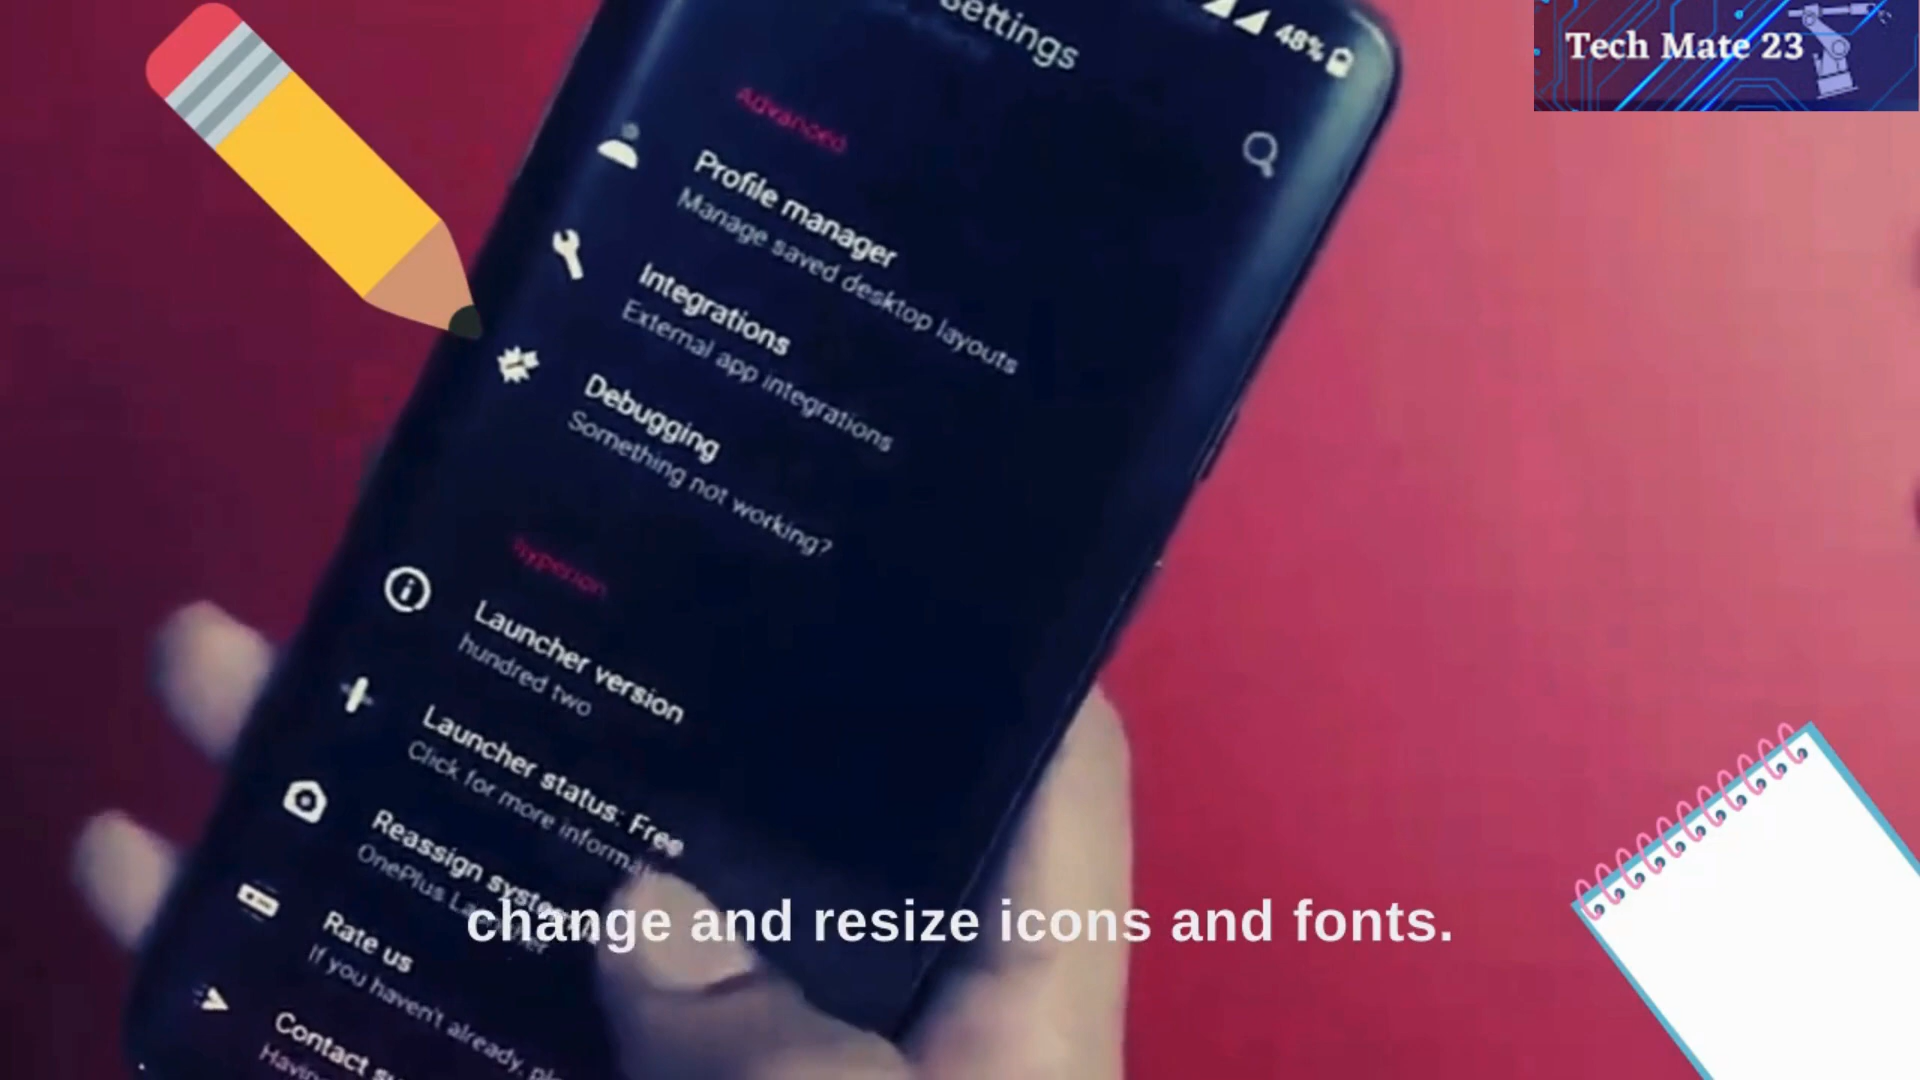 Settings
48%
Tech Mate 23
Advanced
Profile manager
Manage saved desktop layouts
Integrations
External app integrations
Debugging
Something not working?
hyperion
Launcher version
hundred two
Launcher status: Free
Click for more
Reassign
OnePlus
Rate us
If you haven't already,
Contact
change and resize icons and fonts.